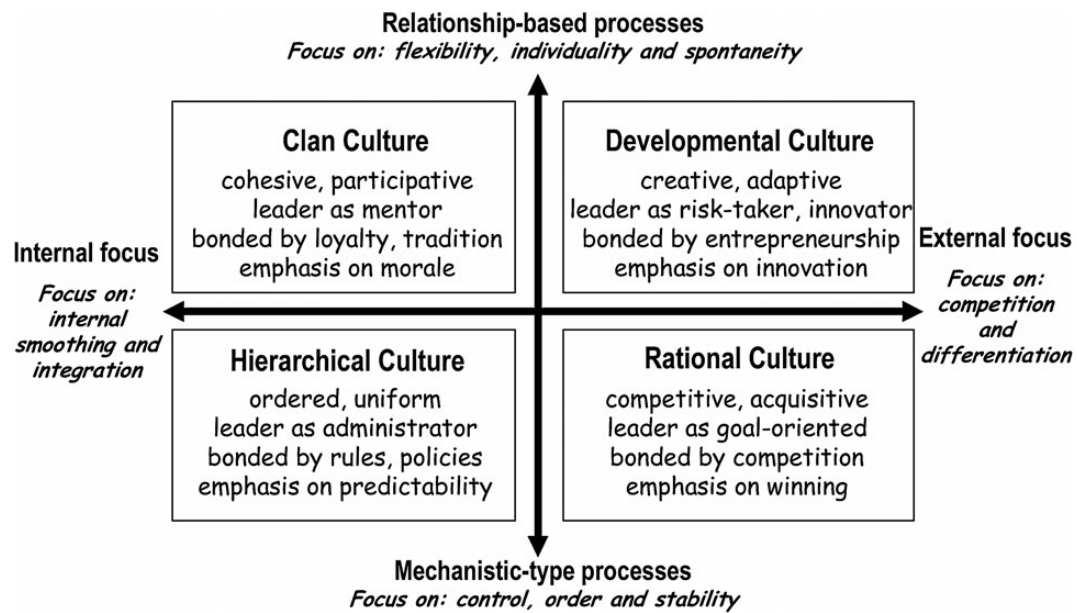 Relationship-based processes
Focus on: flexibility, individuality and spontaneity
Clan Culture
cohesive, participative
leader as mentor
bonded by loyalty, tradition
emphasis on morale
Developmental Culture
creative, adaptive
leader as risk-taker, innovator
bonded by entrepreneurship
emphasis on innovation
Internal focus
Focus on:
internal
smoothing and
integration
External focus
Focus on:
competition
and
differentiation
Hierarchical Culture
ordered, uniform
leader as administrator
bonded by rules, policies
emphasis on predictability
Rational Culture
competitive, acquisitive
leader as goal-oriented
bonded by competition
emphasis on winning
Mechanistic-type processes
Focus on: control, order and stability